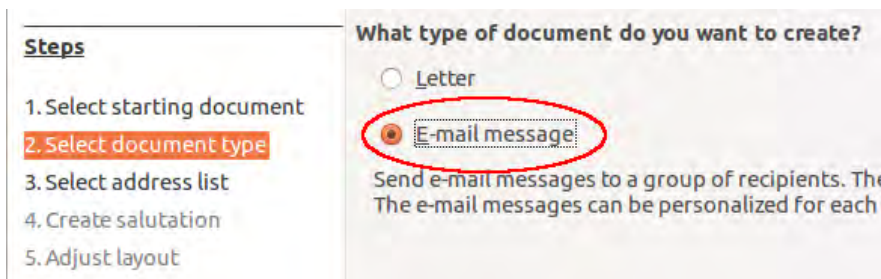 Steps
1. Select starting document
2. Select document type
3. Select address list
4. Create salutation
5. Adjust layout
What type of document do you want to create?
Letter
E-mail message
Send e-mail messages to a group of recipients. The
The e-mail messages can be personalized for each